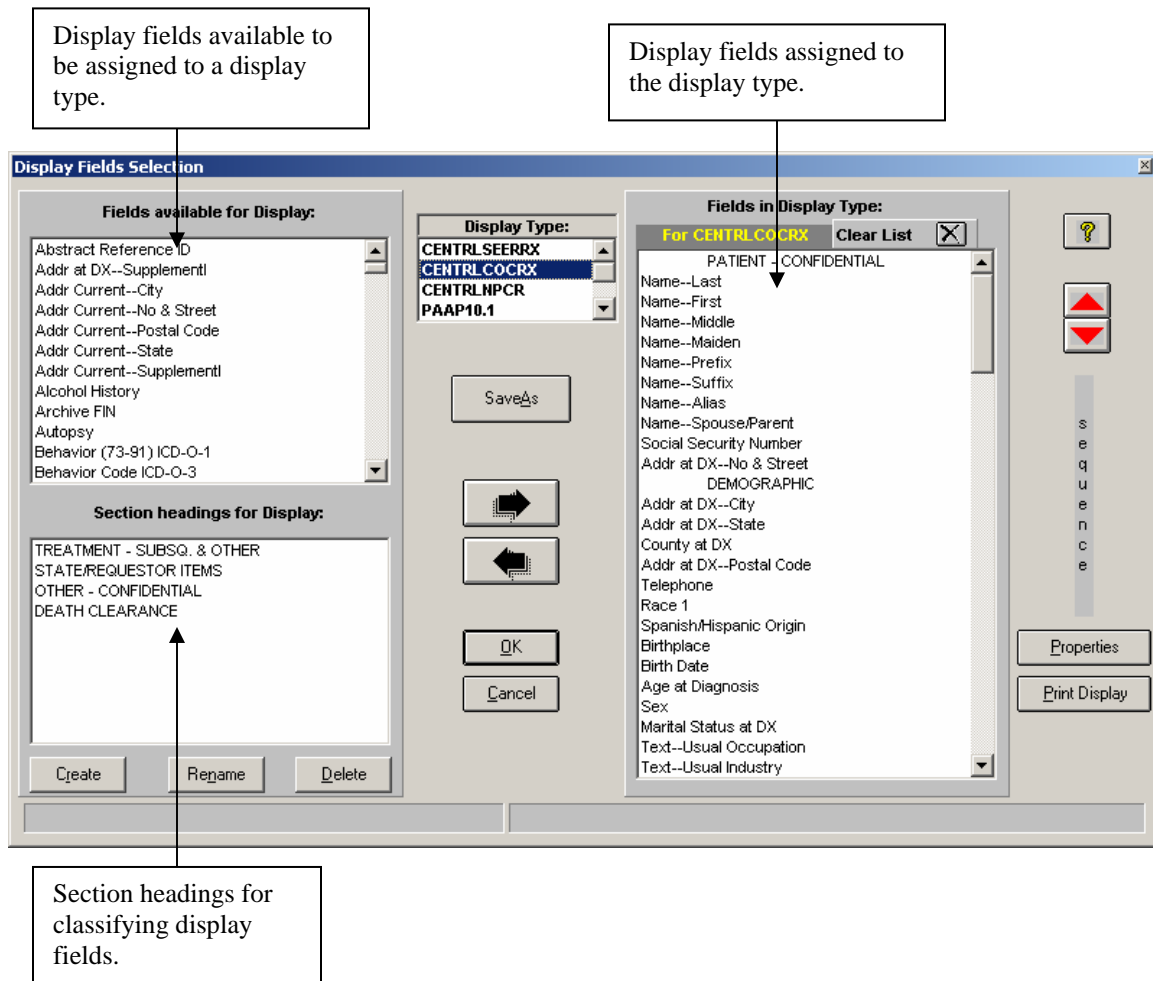 Display fields available to
be assigned to a display
type.
Display fields assigned to
the display type.
Display Fields Selection
Fields available for Display:
Abstract Reference ID
Addr at DX--Supplementl
Addr Current--City
Addr Current--No & Street
Addr Current--Postal Code
Addr Current--State
Addr Current--Supplementl
Alcohol History
Archive FIN
Autopsy
Behavior (73-91) ICD-O-1
Behavior Code ICD-O-3
Section headings for Display:
TREATMENT - SUBSQ. & OTHER
STATE/REQUESTOR ITEMS
OTHER - CONFIDENTIAL
DEATH CLEARANCE
Create Rename Delete
Display Type:
CENTRLSEERRX
CENTRLCOCRX
CENTRLNPCR
PAAP10.1
SaveAs
OK
Cancel
Fields in Display Type:
For CENTRLCOCRX Clear List
PATIENT - CONFIDENTIAL
Name--Last
Name--First
Name--Middle
Name--Maiden
Name--Prefix
Name--Suffix
Name--Alias
Name--Spouse/Parent
Social Security Number
Addr at DX--No & Street
DEMOGRAPHIC
Addr at DX--City
Addr at DX--State
County at DX
Addr at DX--Postal Code
Telephone
Race 1
Spanish/Hispanic Origin
Birthplace
Birth Date
Age at Diagnosis
Sex
Marital Status at DX
Text--Usual Occupation
Text--Usual Industry
?
s
e
q
u
e
n
c
e
Properties
Print Display
Section headings for
classifying display
fields.